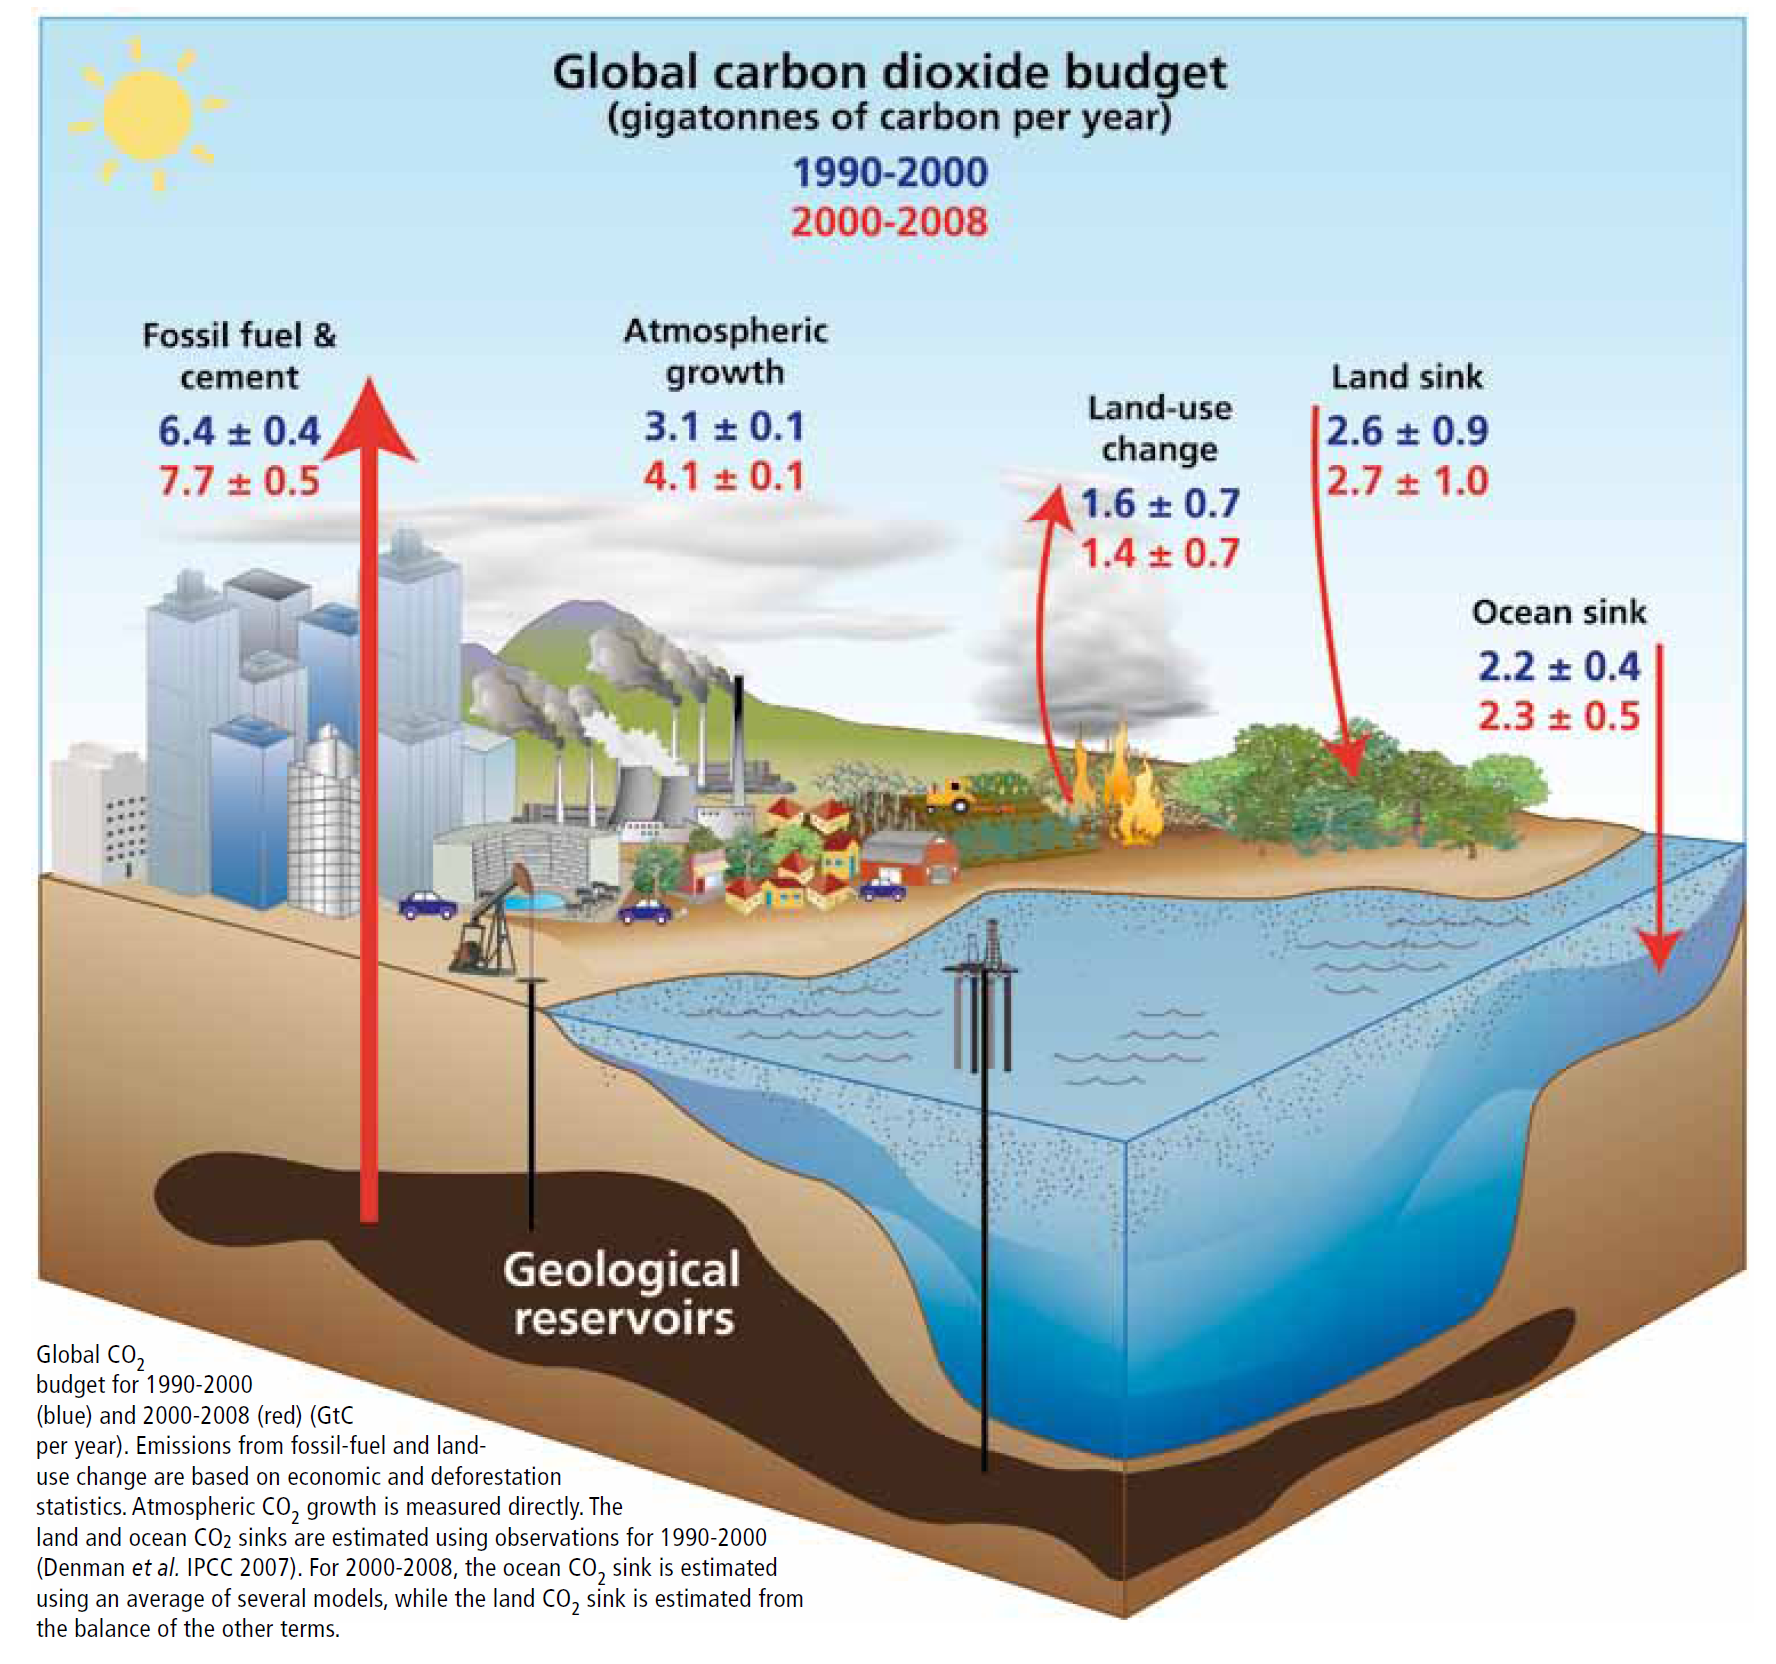 Global carbon dioxide budget
(gigatonnes of carbon per year)
1990-2000
2000-2008
Fossil fuel &
cement
6.4 ± 0.4
7.7 ± 0.5
Atmospheric
growth
3.1 ± 0.1
4.1 ± 0.1
Land-use
change
1.6 ± 0.7
1.4 ± 0.7
Land sink
2.6 ± 0.9
2.7 ± 1.0
Ocean sink
2.2 ± 0.4
2.3 ± 0.5
Geological
reservoirs
Global CO₂
budget for 1990-2000
(blue) and 2000-2008 (red) (GtC
per year). Emissions from fossil-fuel and land-
use change are based on economic and deforestation
statistics. Atmospheric CO₂ growth is measured directly. The
land and ocean CO2 sinks are estimated using observations for 1990-2000
(Denman et al. IPCC 2007). For 2000-2008, the ocean CO₂ sink is estimated
using an average of several models, while the land CO₂ sink is estimated from
the balance of the other terms.